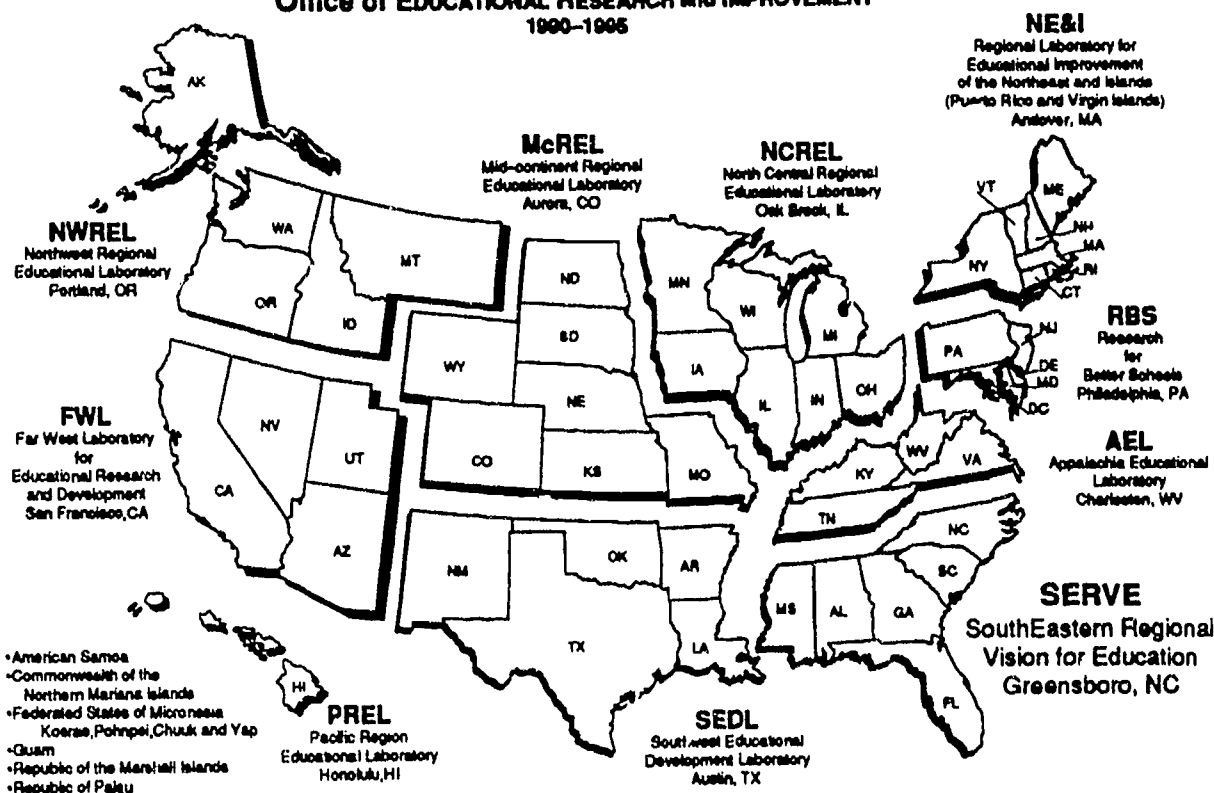 Office of EDUCATIONAL RESEARCH and IMPROVEMENT
1990–1995
NE&I
Regional Laboratory for
Educational Improvement
of the Northeast and Islands
(Puerto Rico and Virgin Islands)
Andover, MA
McREL
Mid-continent Regional
Educational Laboratory
Aurora, CO
NCREL
North Central Regional
Educational Laboratory
Oak Brook, IL
NWREL
Northwest Regional
Educational Laboratory
Portland, OR
RBS
Research
for
Better Schools
Philadelphia, PA
FWL
Far West Laboratory
for
Educational Research
and Development
San Francisco,CA
AEL
Appalachia Educational
Laboratory
Charleston, WV
SERVE
SouthEastern Regional
Vision for Education
Greensboro, NC
•American Samoa
•Commonwealth of the
Northern Mariana Islands
•Federated States of Micronesia
Kosrae,Pohnpei,Chuuk and Yap
•Guam
•Republic of the Marshall Islands
•Republic of Palau
PREL
Pacific Region
Educational Laboratory
Honolulu,HI
SEDL
Southwest Educational
Development Laboratory
Austin, TX
AK
WA
MT
OR
ID
ND
SD
WY
NE
CO
KS
MN
WI
MI
IA
IL
IN
OH
MO
VT
ME
NH
MA
NY
RI
CT
PA
NJ
DE
MD
DC
KY
WV
VA
TN
NC
SC
MS
AL
GA
FL
NV
UT
CA
AZ
NM
OK
AR
TX
LA
HI